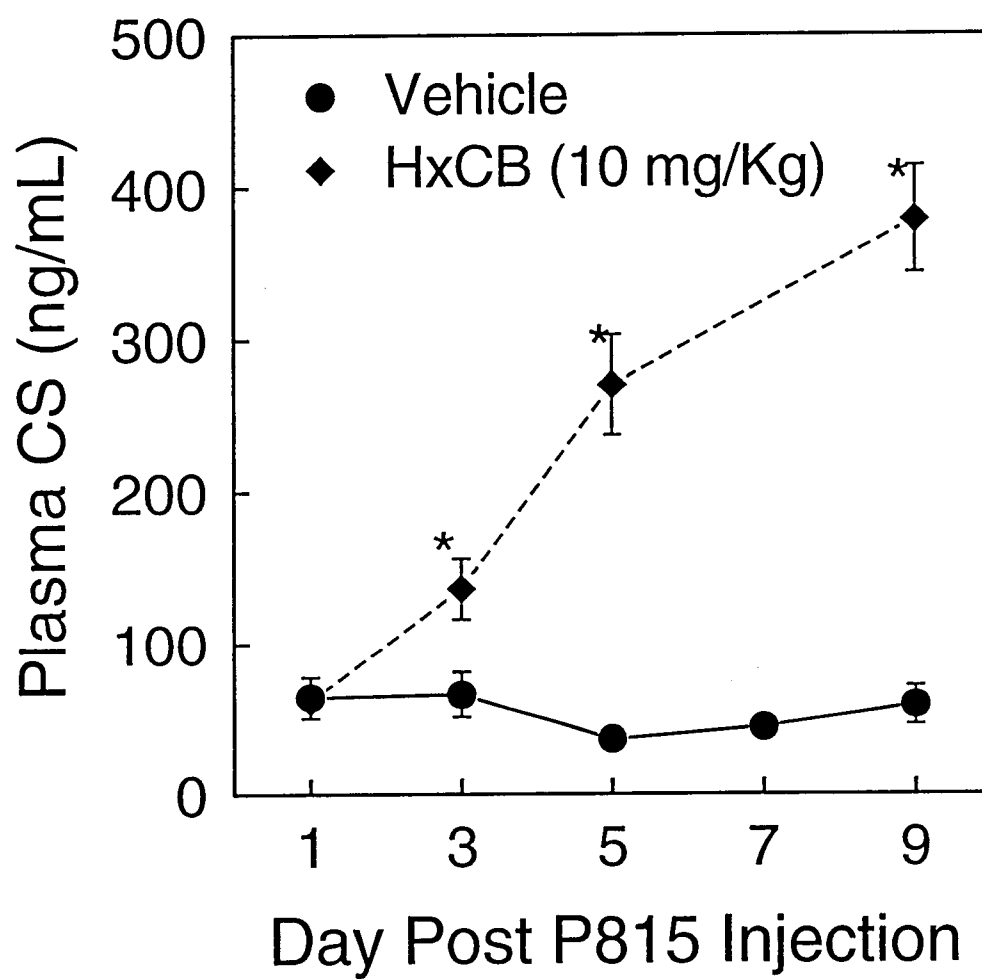 500
400
300
200
100
0
Plasma CS (ng/mL)
Vehicle
HxCB (10 mg/Kg)
*
*
*
1 3 5 7 9
Day Post P815 Injection